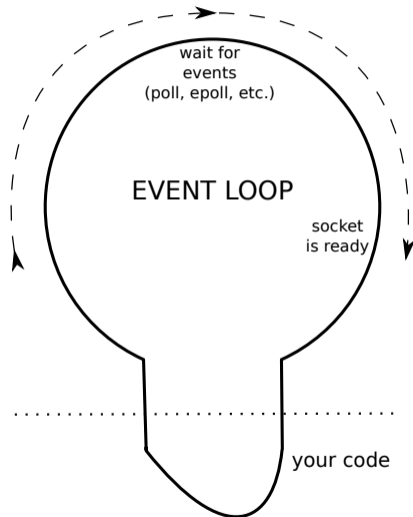 wait for
events
(poll, epoll, etc.)
EVENT LOOP
socket
is ready
your code